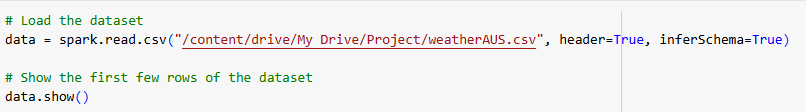 # Load the dataset
data = spark.read.csv("/content/drive/My Drive/Project/weatherAUS.csv", header=True, inferSchema=True)
# Show the first few rows of the dataset
data.show()